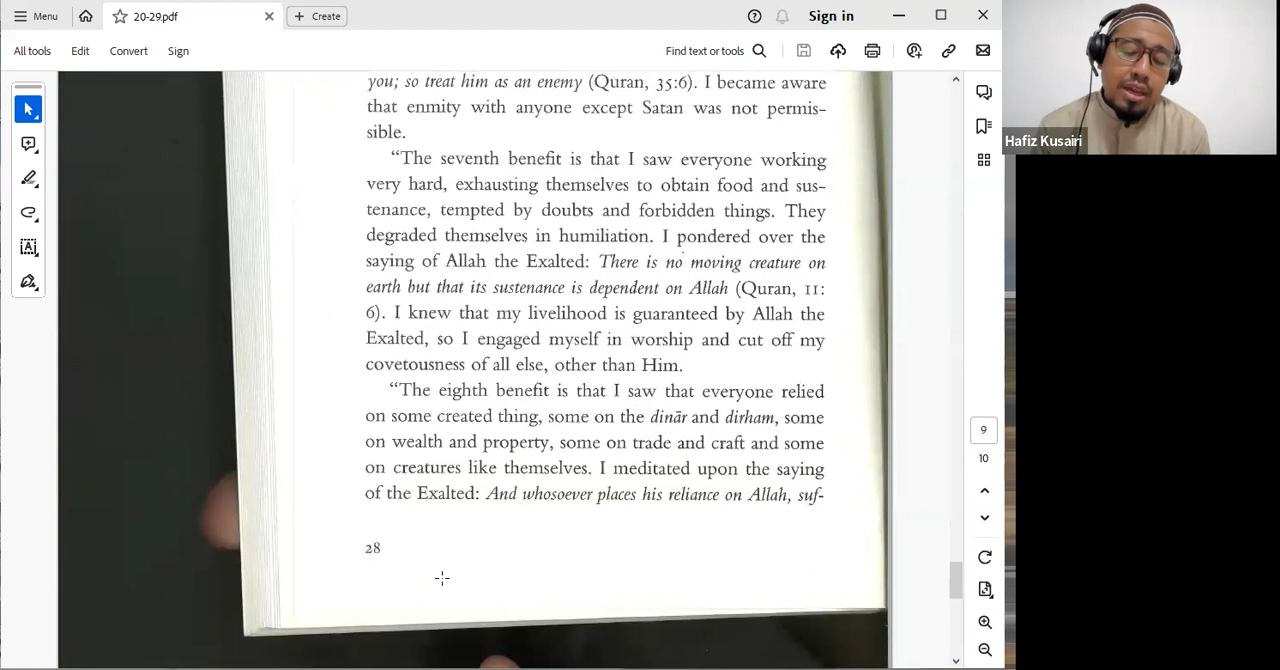 Menu
20-29.pdf
Create
Sign in
All tools
Edit
Convert
Sign
Find text or tools
you; so treat him as an enemy (Quran, 35:6). I became aware
that enmity with anyone except Satan was not permis-
sible.
“The seventh benefit is that I saw everyone working
very hard, exhausting themselves to obtain food and sus-
tenance, tempted by doubts and forbidden things. They
degraded themselves in humiliation. I pondered over the
saying of Allah the Exalted: There is no moving creature on
earth but that its sustenance is dependent on Allah (Quran, 11:
6). I knew that my livelihood is guaranteed by Allah the
Exalted, so I engaged myself in worship and cut off my
covetousness of all else, other than Him.
“The eighth benefit is that I saw that everyone relied
on some created thing, some on the dinār and dirham, some
on wealth and property, some on trade and craft and some
on creatures like themselves. I meditated upon the saying
of the Exalted: And whosoever places his reliance on Allah, suf-
28
9
10
Hafiz Kusairi